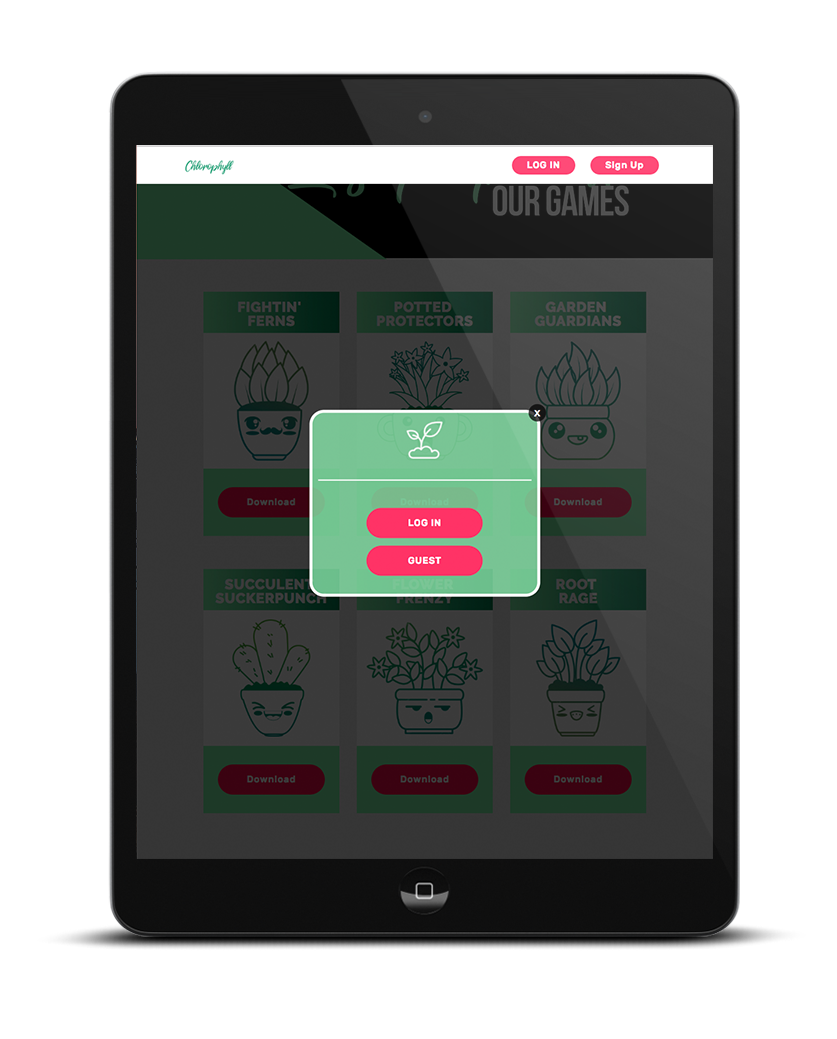 Chlorophyll
LOG IN
Sign Up
OUR GAMES
FIGHTIN'
FERNS
POTTED
PROTECTORS
GARDEN
GUARDIANS
X
Download
Download
Download
LOG IN
GUEST
SUCCULENT
SUCKERPUNCH
FLOWER
FRENZY
ROOT
RAGE
Download
Download
Download